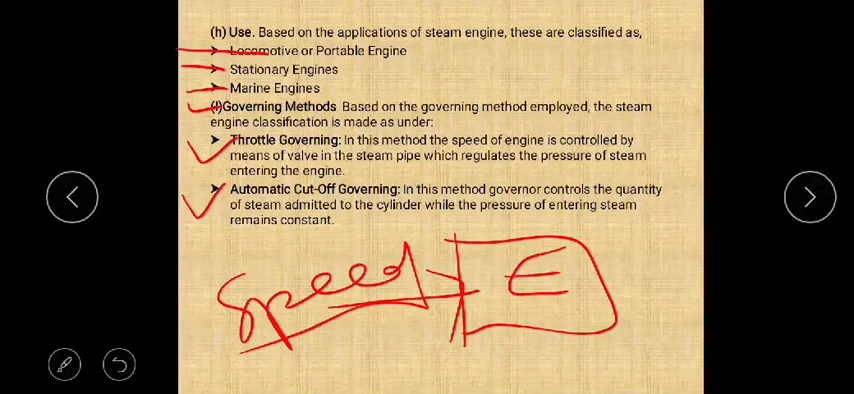 (h) Use. Based on the applications of steam engine, these are classified as,
➤ Locomotive or Portable Engine
➤ Stationary Engines
➤ Marine Engines
(I)Governing Methods Based on the governing method employed, the steam
engine classification is made as under:
➤ Throttle Governing: In this method the speed of engine is controlled by
means of valve in the steam pipe which regulates the pressure of steam
entering the engine.
➤ Automatic Cut-Off Governing: In this method governor controls the quantity
of steam admitted to the cylinder while the pressure of entering steam
remains constant.
Speed
E